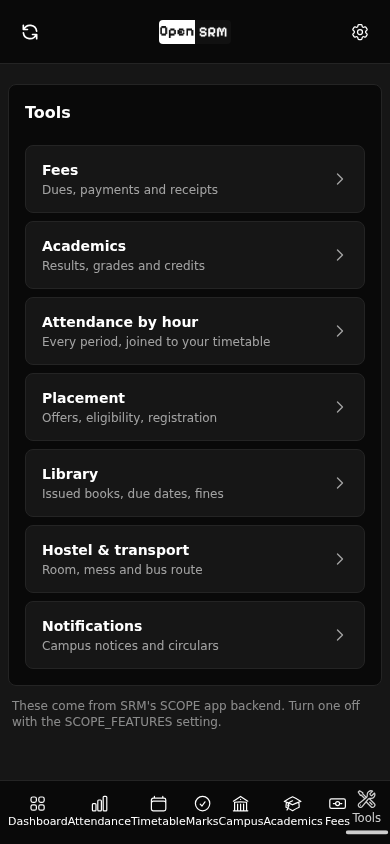 Open SRM
Tools
Fees
Dues, payments and receipts
Academics
Results, grades and credits
Attendance by hour
Every period, joined to your timetable
Placement
Offers, eligibility, registration
Library
Issued books, due dates, fines
Hostel & transport
Room, mess and bus route
Notifications
Campus notices and circulars
These come from SRM's SCOPE app backend. Turn one off
with the SCOPE_FEATURES setting.
Dashboard Attendance Timetable Marks Campus Academics Fees Tools